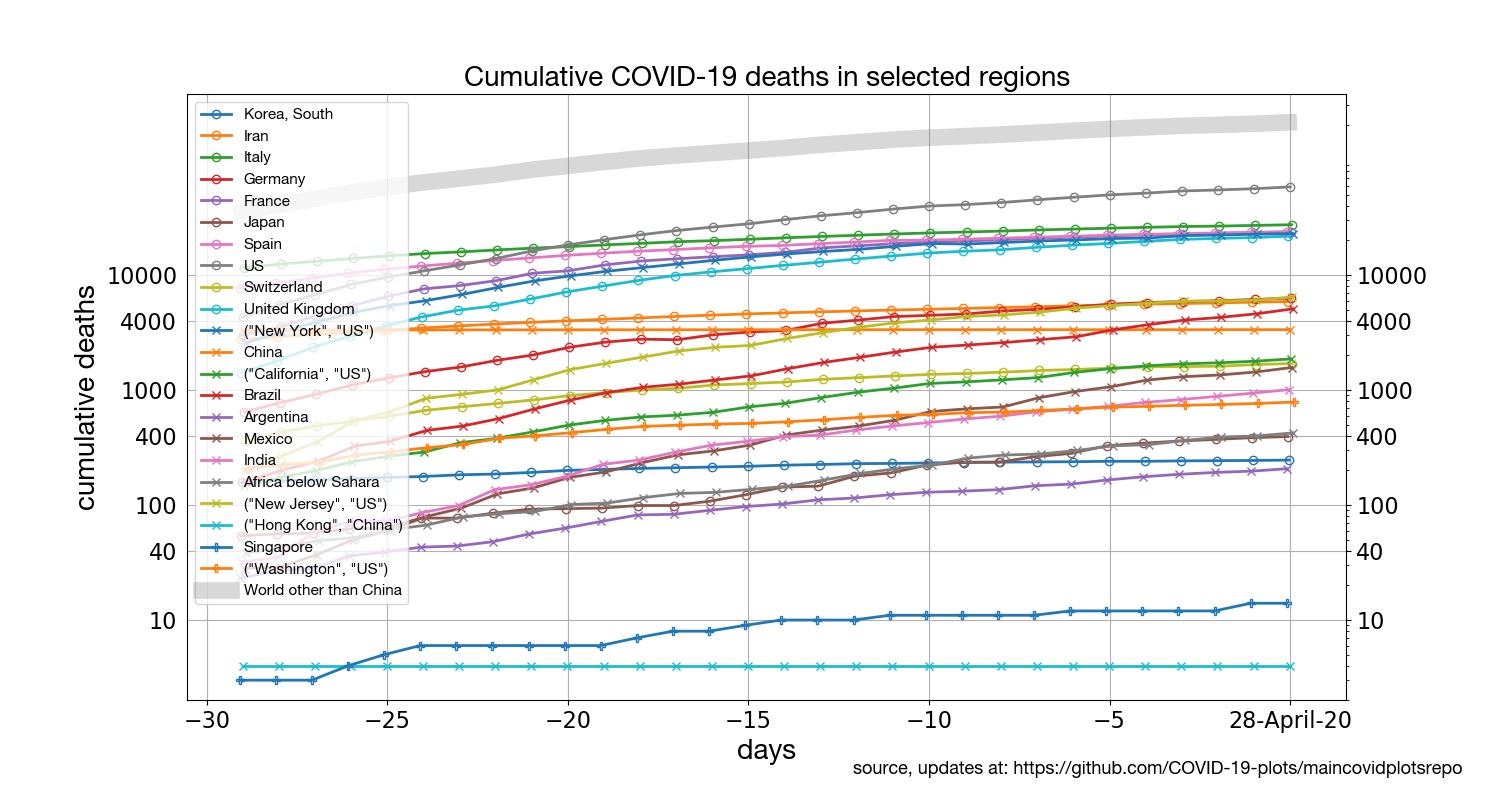 Cumulative COVID-19 deaths in selected regions
Korea, South
Iran
Italy
Germany
France
Japan
Spain
US
Switzerland
United Kingdom
("New York", "US")
China
("California", "US")
Brazil
Argentina
Mexico
India
Africa below Sahara
("New Jersey", "US")
("Hong Kong", "China")
Singapore
("Washington", "US")
World other than China
cumulative deaths
10000
4000
1000
400
100
40
10
10000
4000
1000
400
100
40
10
−30
−25
−20
−15
−10
−5
28-April-20
days
source, updates at: https://github.com/COVID-19-plots/maincovidplotsrepo